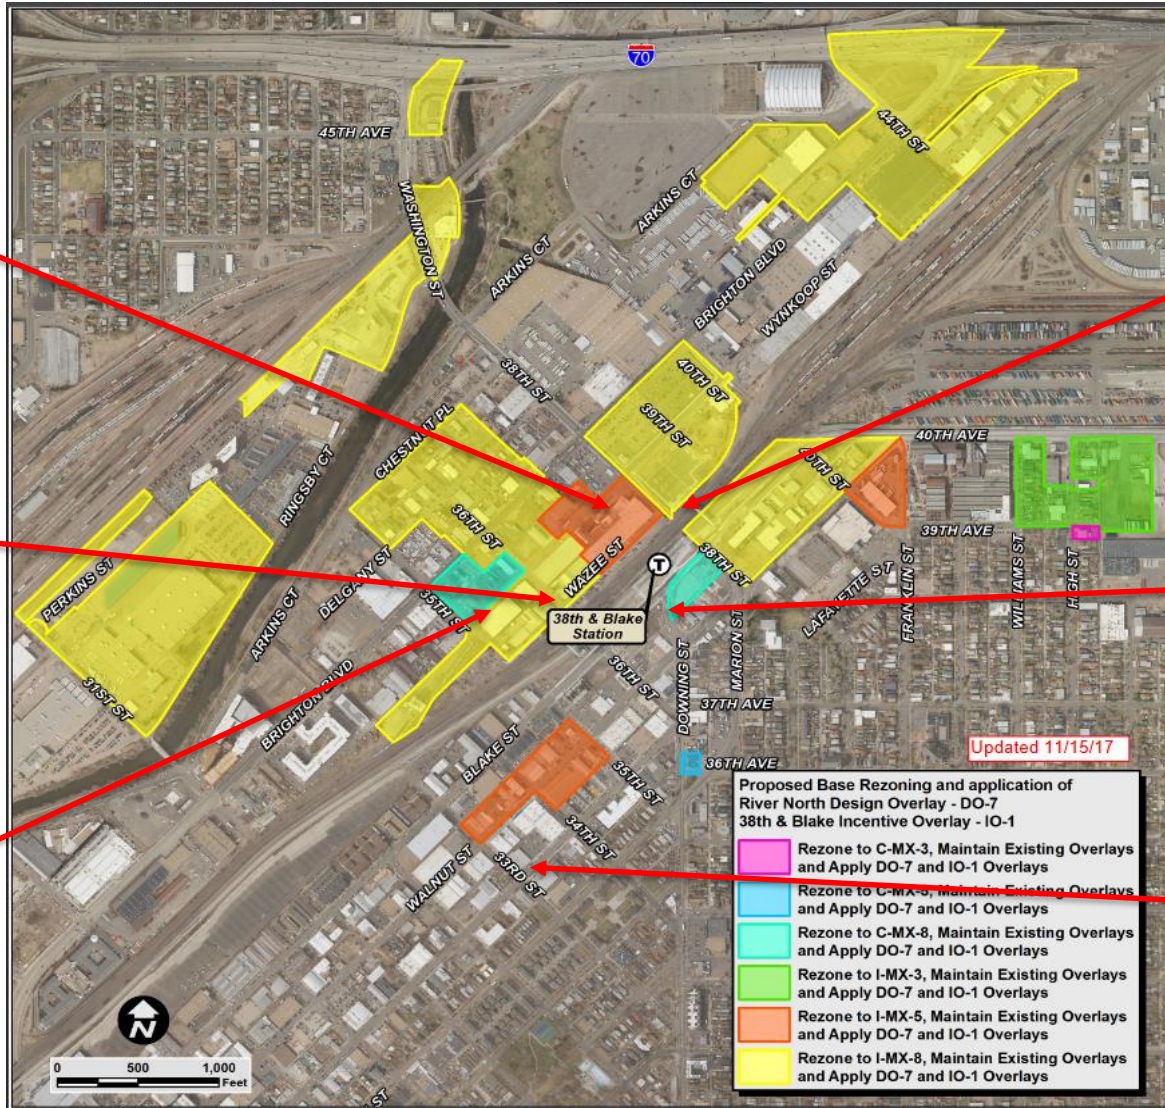 70
45TH AVE
44TH ST
WASHINGTON ST
ARKINS CT
ARKINS CT
BRIGHTON BLVD
WYNKOOP ST
38TH ST
40TH ST
39TH ST
CHESTNUT PL
40TH AVE
40TH ST
RINGSBY CT
36TH ST
39TH AVE
WAZEE ST
38TH ST
T
PERKINS ST
DELGANY ST
35TH ST
38th & Blake
Station
LAFAYETTE ST
FRANKLIN ST
WILLIAMS ST
HIGH ST
ARKINS CT
MARION ST
DOWNING ST
36TH ST
31ST ST
BRIGHTON BLVD
37TH AVE
BLAKE ST
35TH ST
36TH AVE
Updated 11/15/17
34TH ST
WALNUT ST
33RD ST
Proposed Base Rezoning and application of
River North Design Overlay - DO-7
38th & Blake Incentive Overlay - IO-1
Rezone to C-MX-3, Maintain Existing Overlays
and Apply DO-7 and IO-1 Overlays
Rezone to C-MX-5, Maintain Existing Overlays
and Apply DO-7 and IO-1 Overlays
Rezone to C-MX-8, Maintain Existing Overlays
and Apply DO-7 and IO-1 Overlays
Rezone to I-MX-3, Maintain Existing Overlays
and Apply DO-7 and IO-1 Overlays
Rezone to I-MX-5, Maintain Existing Overlays
and Apply DO-7 and IO-1 Overlays
Rezone to I-MX-8, Maintain Existing Overlays
and Apply DO-7 and IO-1 Overlays
N
0 500 1,000
Feet
ST